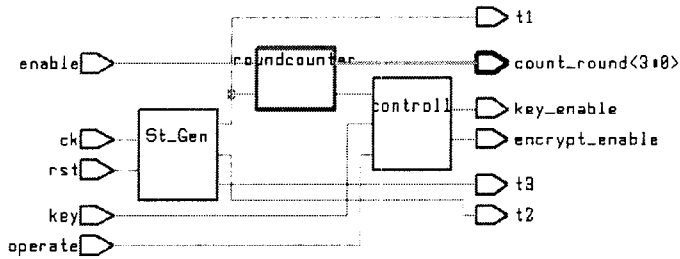 t1
enable
roundcounter
count_round<3:0>
controll
key_enable
ck
St_Gen
encrypt_enable
rst
t3
key
t2
operate